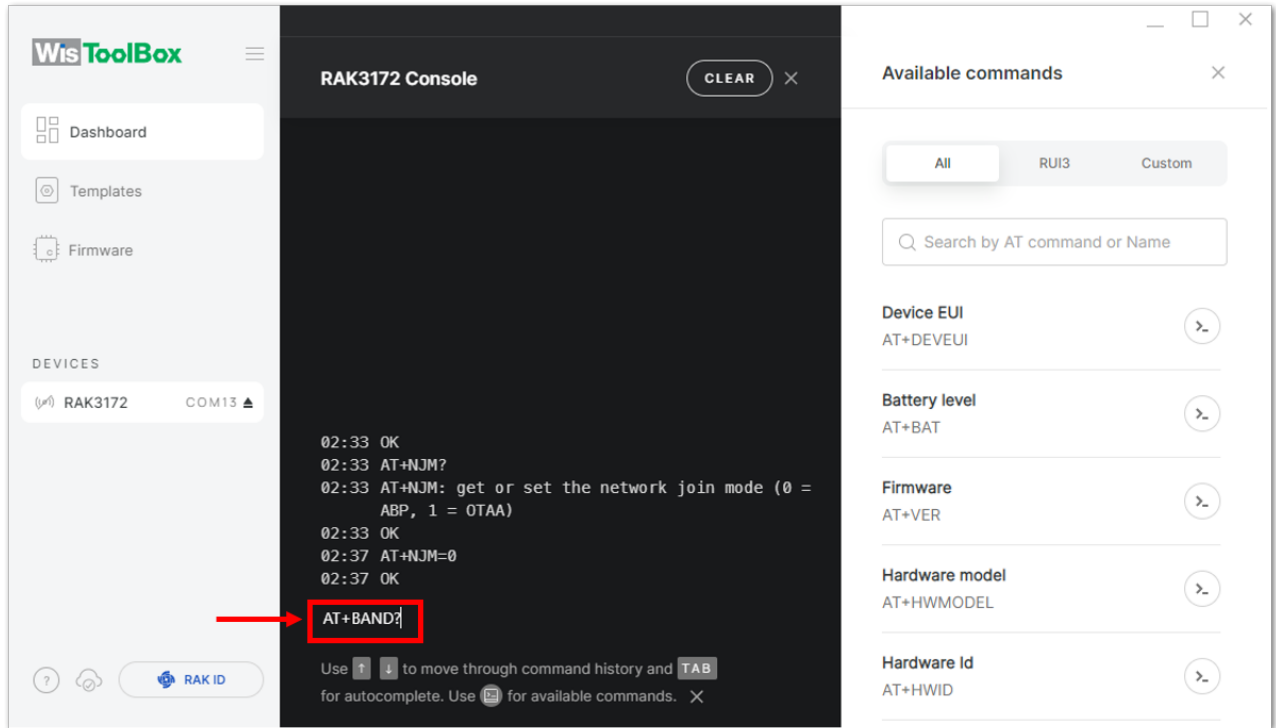 WisToolBox
Dashboard
Templates
Firmware
DEVICES
RAK3172 COM13
?
RAK ID
RAK3172 Console
CLEAR
02:33 OK
02:33 AT+NJM?
02:33 AT+NJM: get or set the network join mode (0 =
ABP, 1 = OTAA)
02:33 OK
02:37 AT+NJM=0
02:37 OK
AT+BAND?
Use ↑ ↓ to move through command history and TAB
for autocomplete. Use for available commands.
Available commands
All RUI3 Custom
Search by AT command or Name
Device EUI
AT+DEVEUI
Battery level
AT+BAT
Firmware
AT+VER
Hardware model
AT+HWMODEL
Hardware Id
AT+HWID